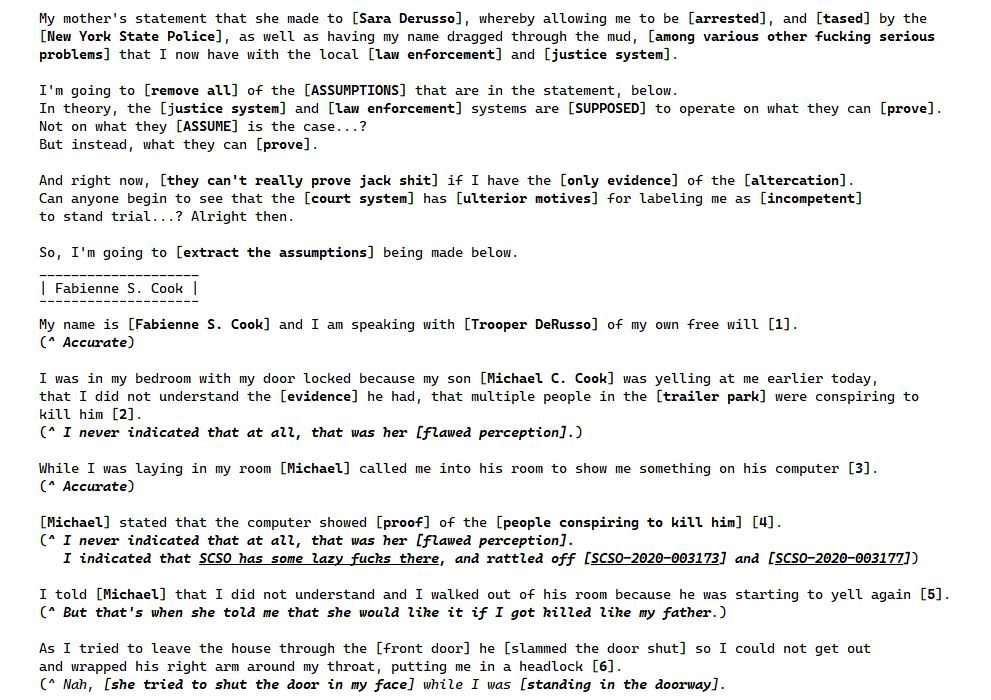 My mother's statement that she made to [Sara Derusso], whereby allowing me to be [arrested], and [tased] by the
[New York State Police], as well as having my name dragged through the mud, [among various other fucking serious
problems] that I now have with the local [law enforcement] and [justice system].
I'm going to [remove all] of the [ASSUMPTIONS] that are in the statement, below.
In theory, the [justice system] and [law enforcement] systems are [SUPPOSED] to operate on what they can [prove].
Not on what they [ASSUME] is the case...?
But instead, what they can [prove].
And right now, [they can't really prove jack shit] if I have the [only evidence] of the [altercation].
Can anyone begin to see that the [court system] has [ulterior motives] for labeling me as [incompetent]
to stand trial...? Alright then.
So, I'm going to [extract the assumptions] being made below.
--------------------
| Fabienne S. Cook |
--------------------
My name is [Fabienne S. Cook] and I am speaking with [Trooper DeRusso] of my own free will [1].
(^ Accurate)
I was in my bedroom with my door locked because my son [Michael C. Cook] was yelling at me earlier today,
that I did not understand the [evidence] he had, that multiple people in the [trailer park] were conspiring to
kill him [2].
(^ I never indicated that at all, that was her [flawed perception].)
While I was laying in my room [Michael] called me into his room to show me something on his computer [3].
(^ Accurate)
[Michael] stated that the computer showed [proof] of the [people conspiring to kill him] [4].
(^ I never indicated that at all, that was her [flawed perception].
I indicated that SCSO has some lazy fucks there, and rattled off [SCSO-2020-003173] and [SCSO-2020-003177])
I told [Michael] that I did not understand and I walked out of his room because he was starting to yell again [5].
(^ But that's when she told me that she would like it if I got killed like my father.)
As I tried to leave the house through the [front door] he [slammed the door shut] so I could not get out
and wrapped his right arm around my throat, putting me in a headlock [6].
(^ Nah, [she tried to shut the door in my face] while I was [standing in the doorway].